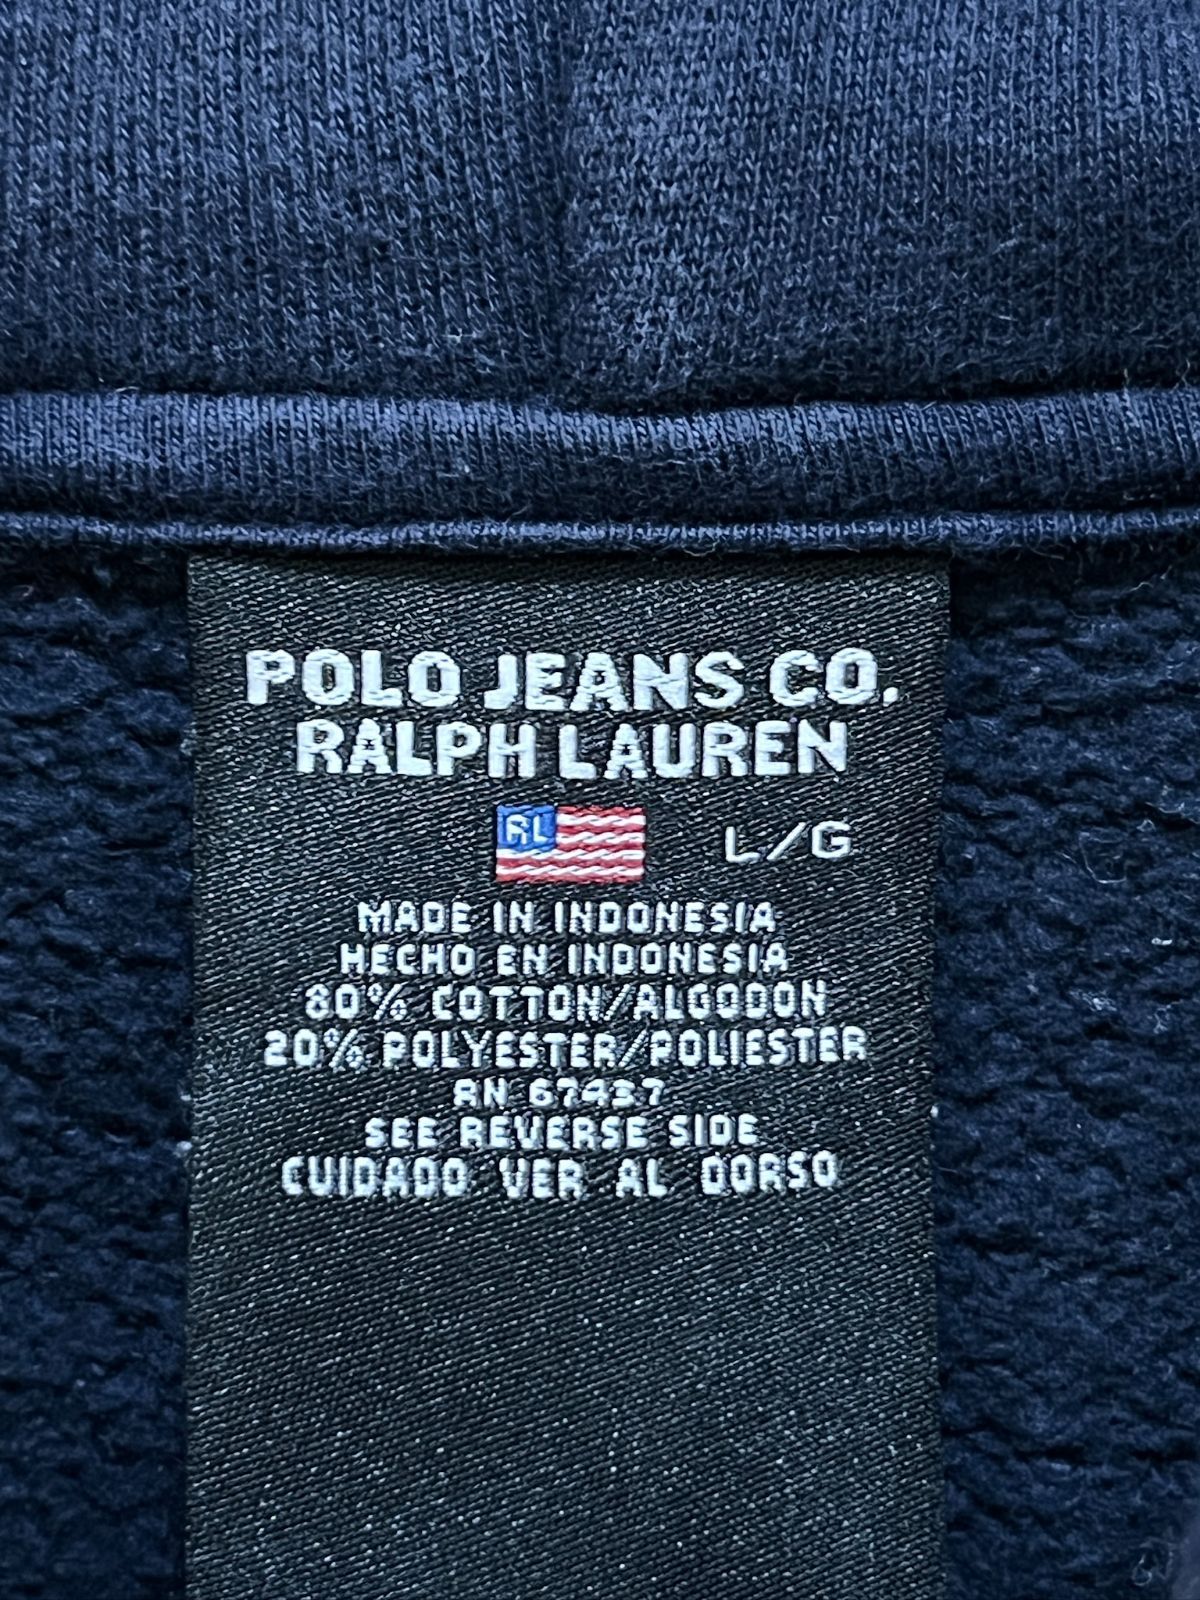 POLO JEANS CO.
RALPH LAUREN
RL L/G
MADE IN INDONESIA
HECHO EN INDONESIA
80% COTTON/ALGODON
20% POLYESTER/POLIESTER
RN 67437
SEE REVERSE SIDE
CUIDADO VER AL DORSO